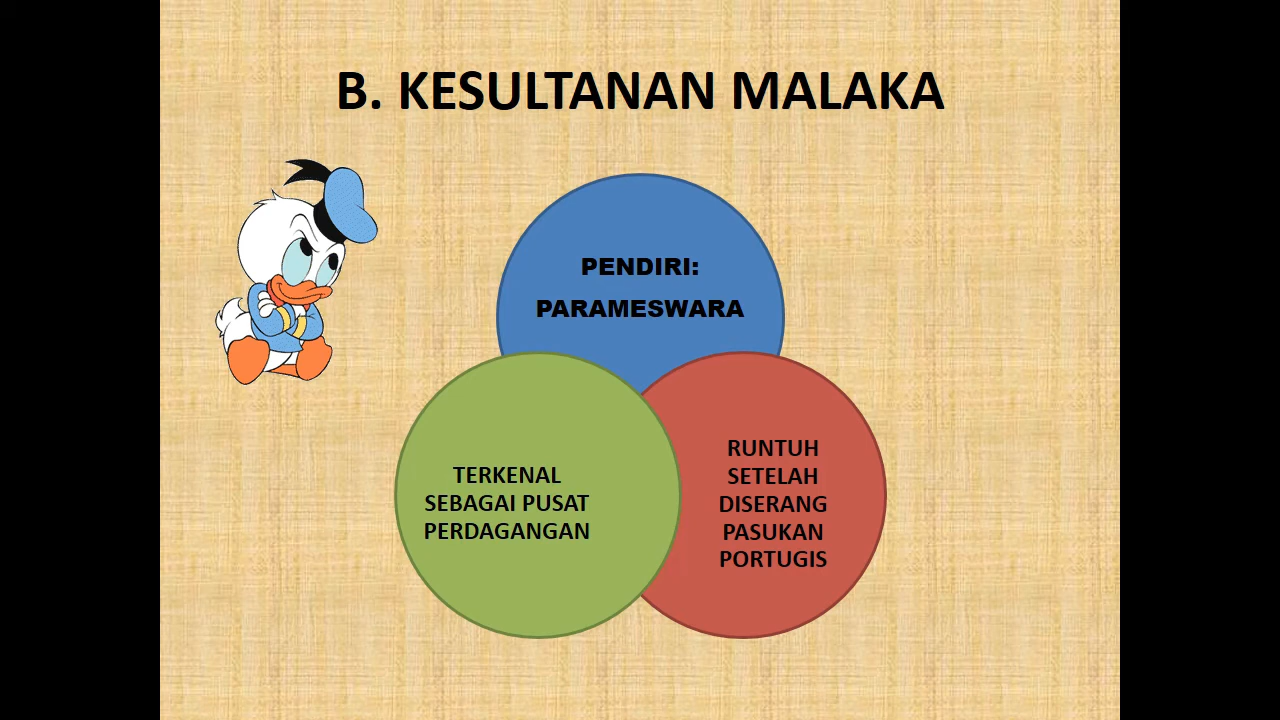 B. KESULTANAN MALAKA
PENDIRI:
PARAMESWARA
TERKENAL
SEBAGAI PUSAT
PERDAGANGAN
RUNTUH
SETELAH
DISERANG
PASUKAN
PORTUGIS